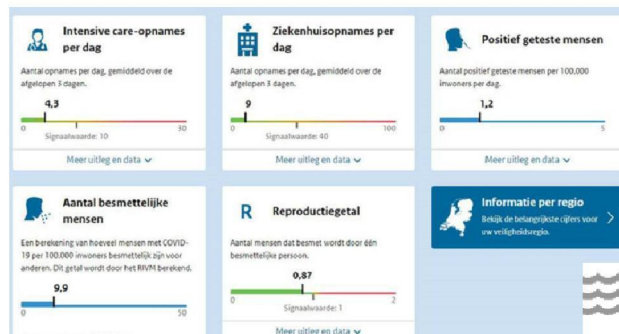 Intensive care-opnames
per dag
Aantal opnames per dag, gemiddeld over de
afgelopen 3 dagen.
4,3
0
30
Signaalwaarde: 10
Meer uitleg en data
Ziekenhuisopnames per
dag
Aantal opnames per dag, gemiddeld over de
afgelopen 3 dagen.
9
0
100
Signaalwaarde: 40
Meer uitleg en data
Positief geteste mensen
Aantal positief geteste mensen per 100.000
inwoners per dag.
1,2
0
5
Meer uitleg en data
Aantal besmettelijke
mensen
Een berekening van hoeveel mensen met COVID-
19 per 100.000 inwoners besmettelijk zijn voor
anderen. Dit getal wordt door het RIVM berekend.
9,9
0
50
R
Reproductiegetal
Aantal mensen dat besmet wordt door één
besmettelijke persoon.
0,87
0
2
Signaalwaarde: 1
Meer uitleg en data
Informatie per regio
Bekijk de belangrijkste cijfers voor
uw veiligheidsregio.